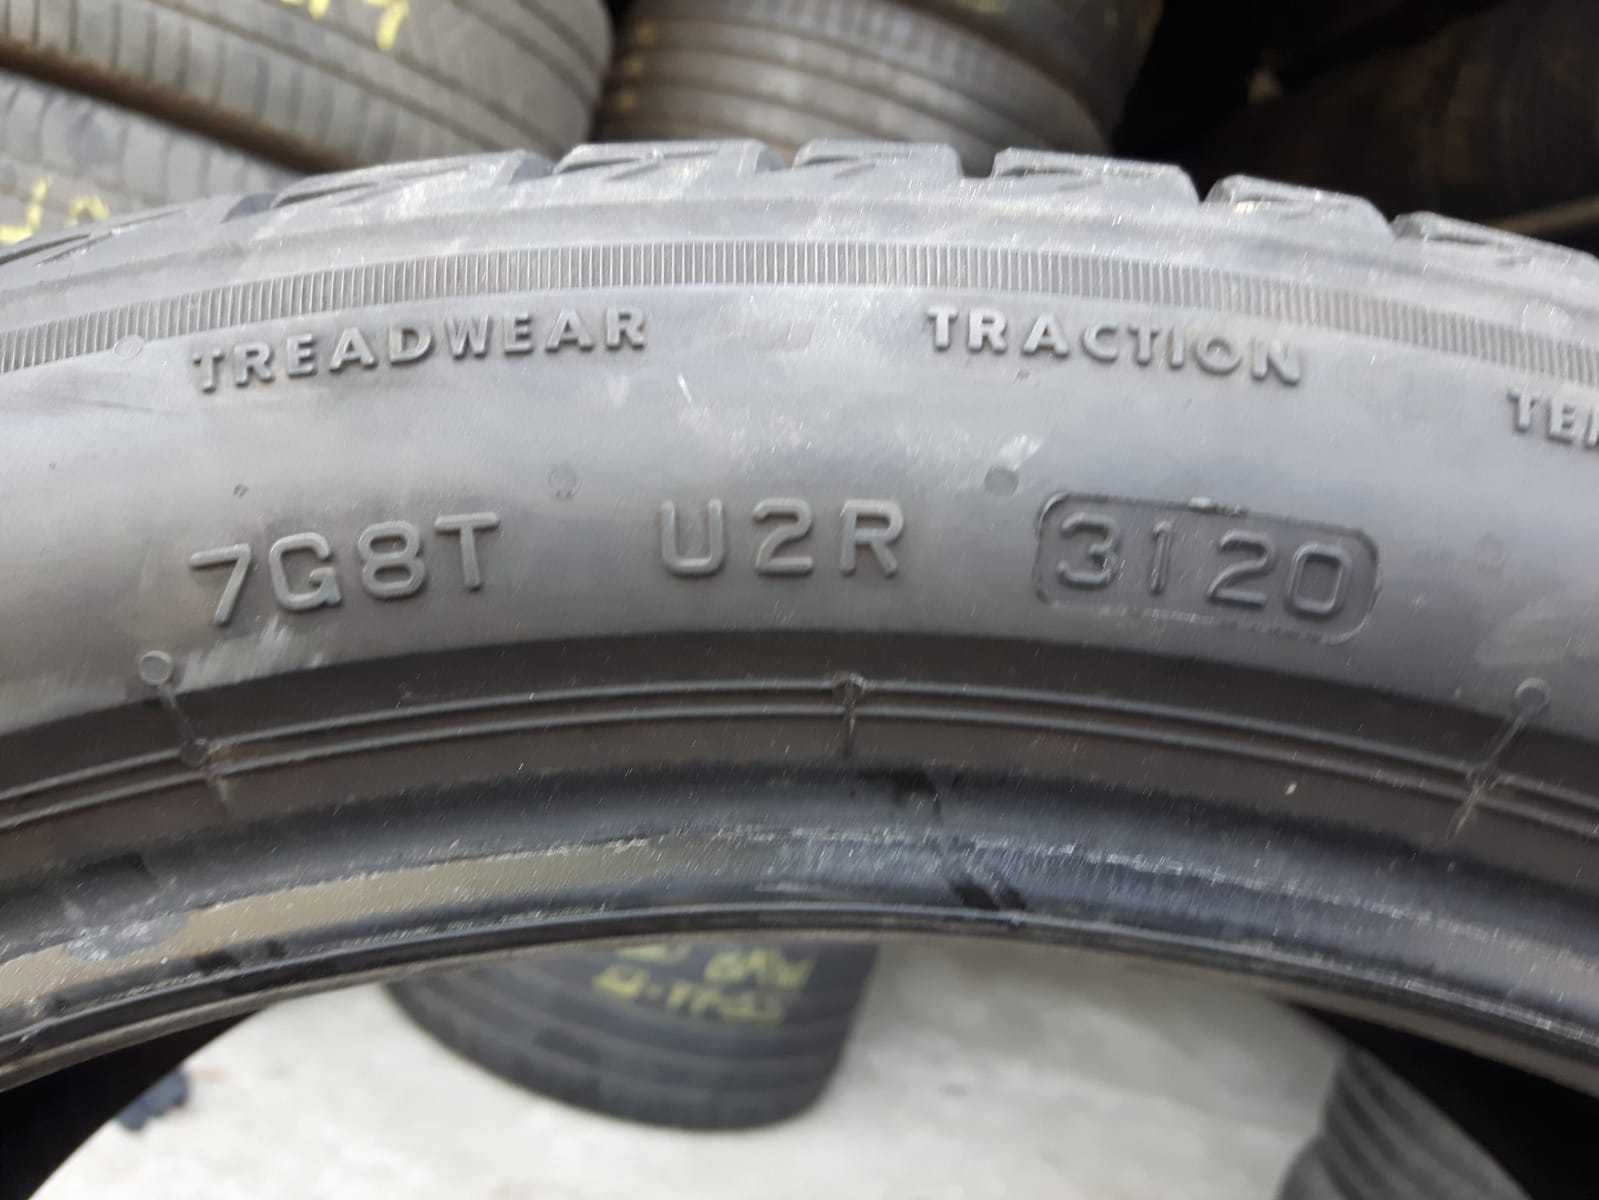 TREADWEAR TRACTION
7G8T U2R 3120